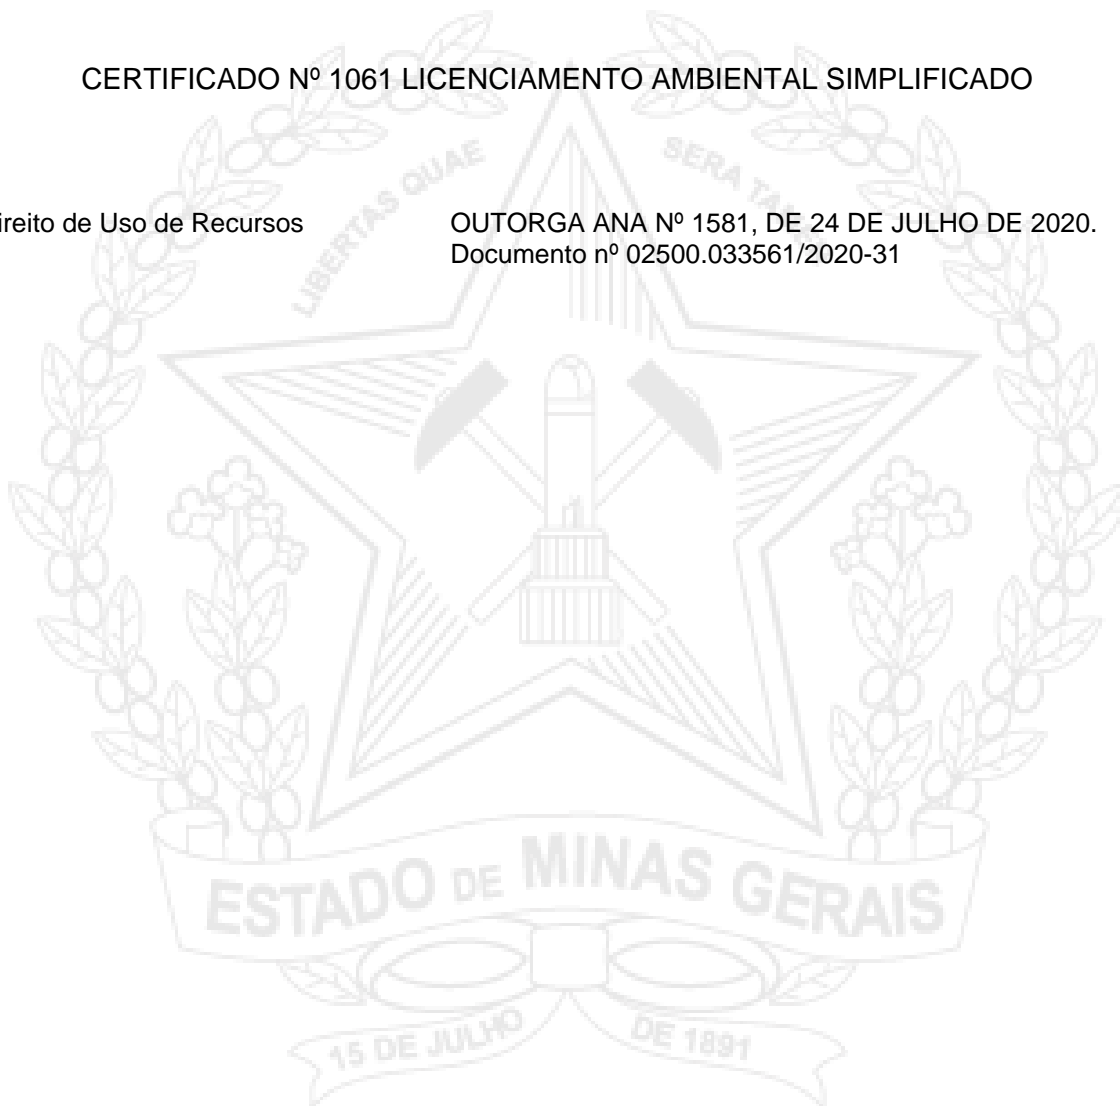 CERTIFICADO Nº 1061 LICENCIAMENTO AMBIENTAL SIMPLIFICADO
LIBERTAS QUAE SERA TAMEN
ireito de Uso de Recursos
OUTORGA ANA Nº 1581, DE 24 DE JULHO DE 2020.
Documento nº 02500.033561/2020-31
ESTADO DE MINAS GERAIS
15 DE JULHO DE 1891